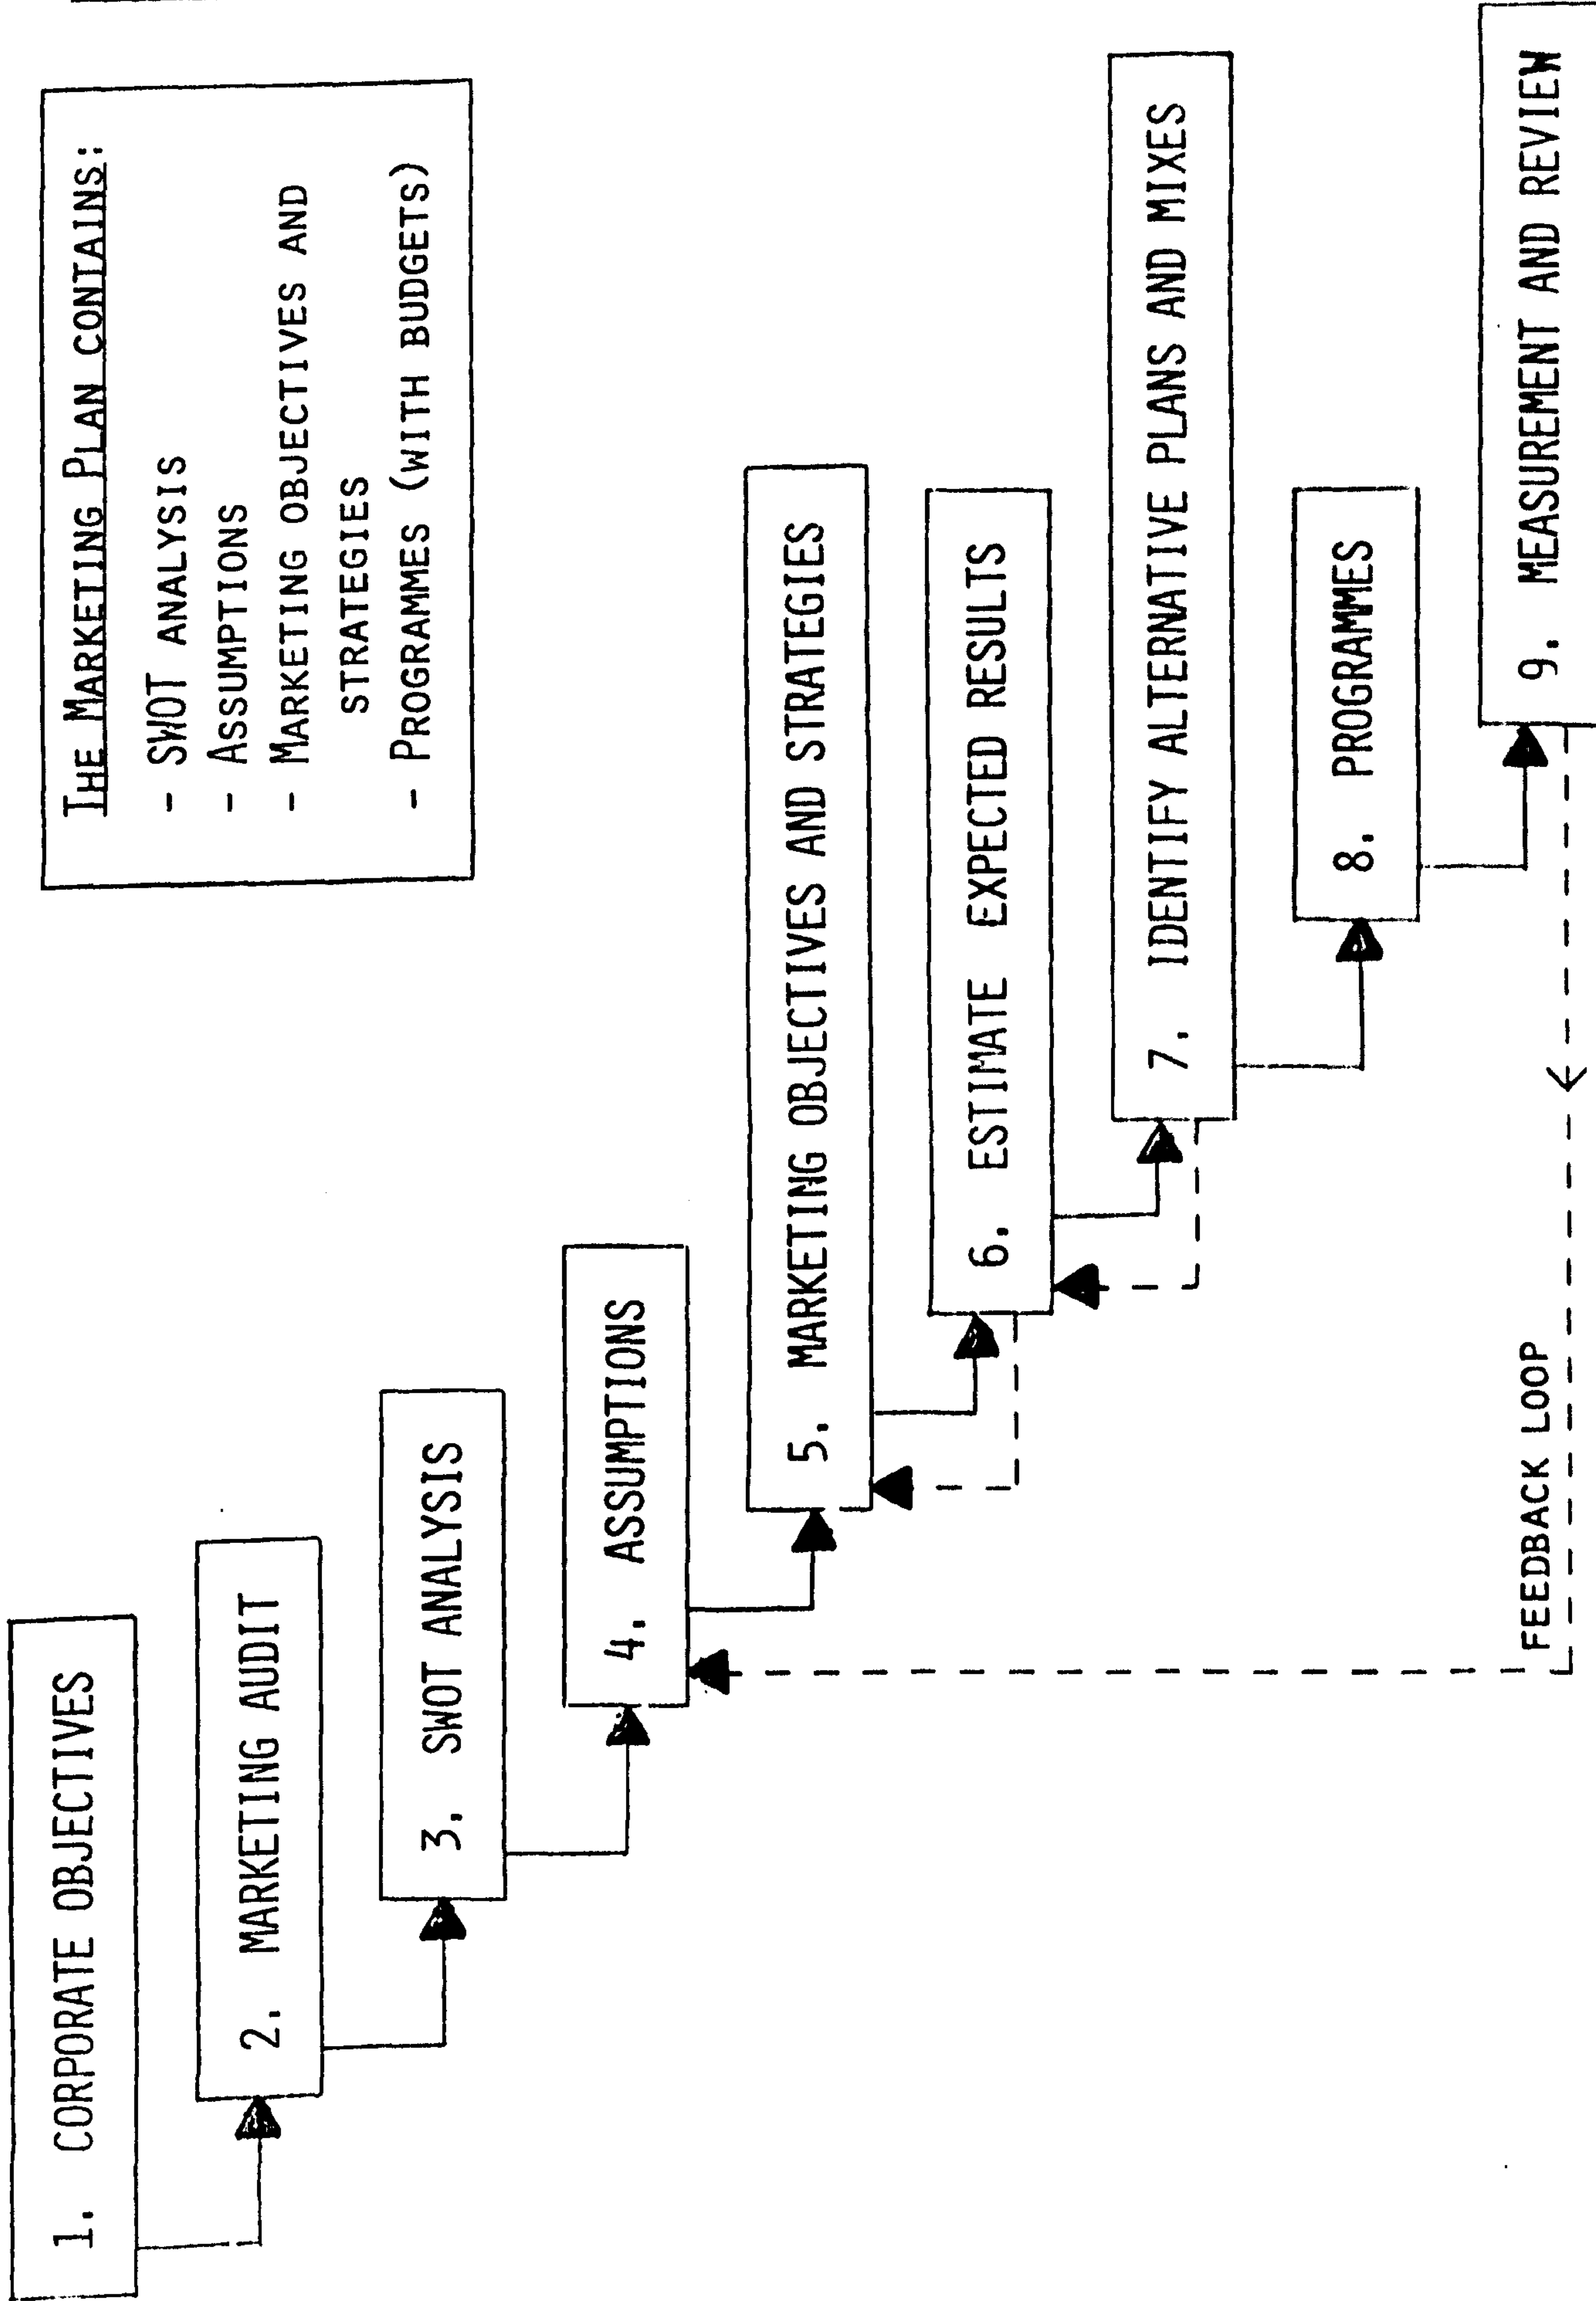 1. CORPORATE OBJECTIVES
2. MARKETING AUDIT
3. SWOT ANALYSIS
4. ASSUMPTIONS
5. MARKETING OBJECTIVES AND STRATEGIES
6. ESTIMATE EXPECTED RESULTS
7. IDENTIFY ALTERNATIVE PLANS AND MIXES
8. PROGRAMMES
9. MEASUREMENT AND REVIEW
FEEDBACK LOOP
THE MARKETING PLAN CONTAINS:
- SWOT ANALYSIS
- ASSUMPTIONS
- MARKETING OBJECTIVES AND
STRATEGIES
- PROGRAMMES (WITH BUDGETS)